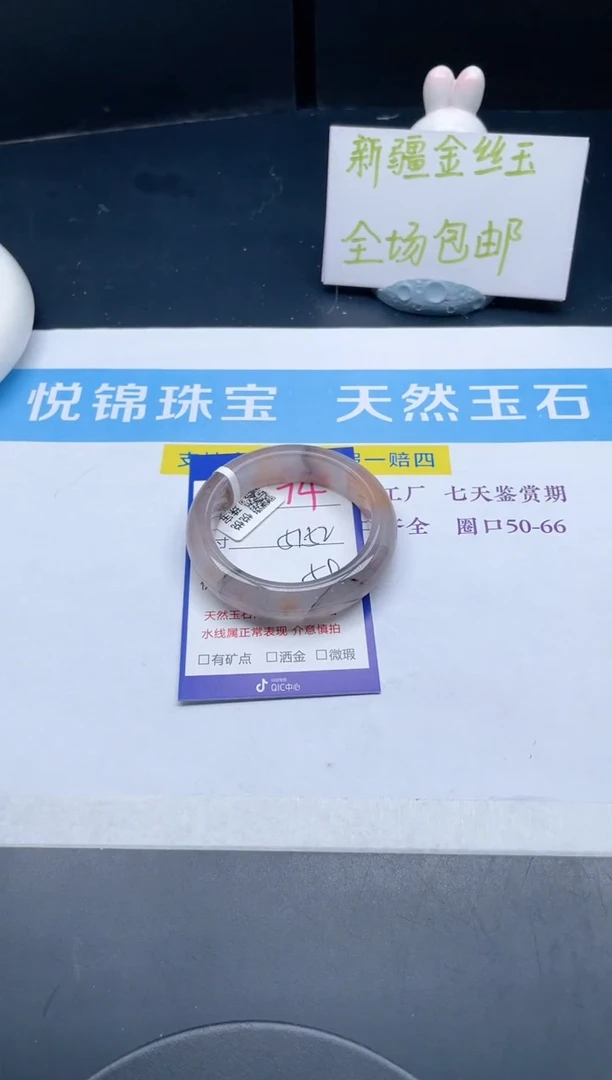 新疆金丝玉
全场包邮
悦锦珠宝 天然玉石
一赔四
工厂 七天鉴赏期
全 圈口50-66
74
寸 5152
天然玉石
水线属正常表现 介意慎拍
□有矿点 □洒金 □微瑕
QIC中心